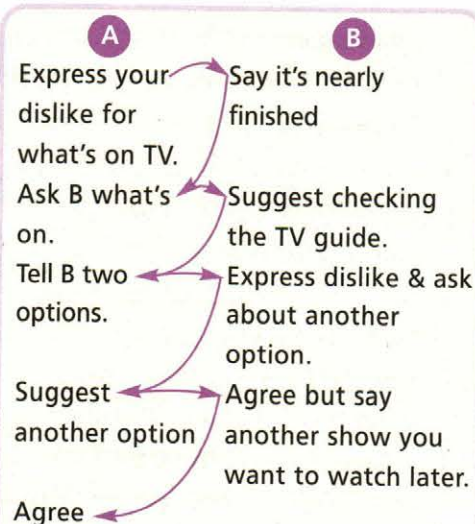 A
B
Express your
dislike for
what's on TV.
Say it's nearly
finished
Ask B what's
on.
Suggest checking
the TV guide.
Tell B two
options.
Express dislike & ask
about another
option.
Suggest
another option
Agree but say
another show you
want to watch later.
Agree